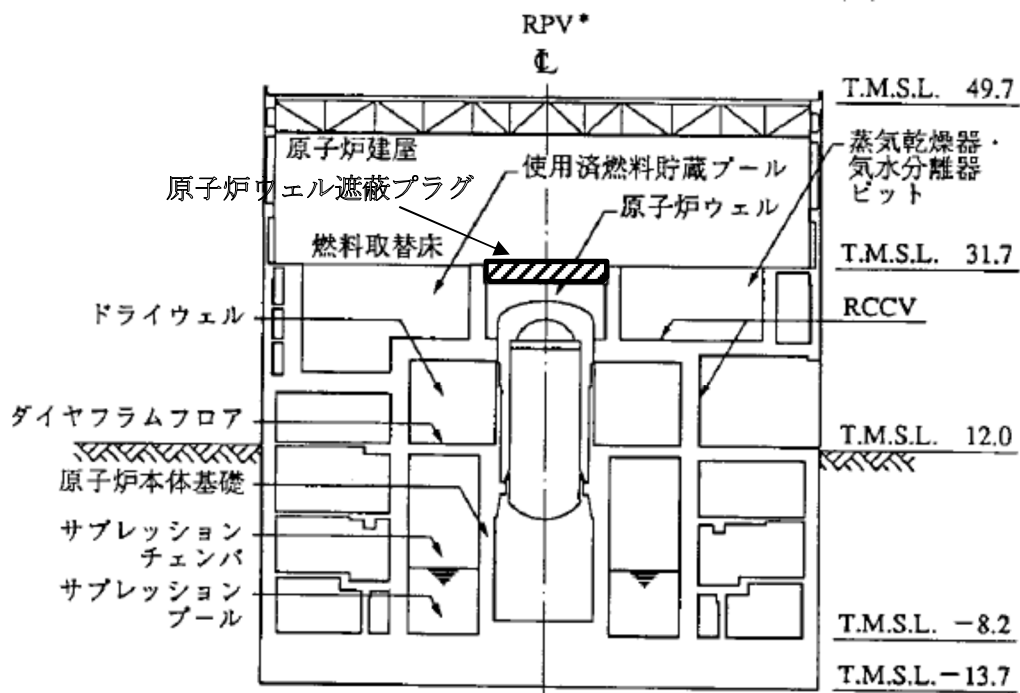 RPV*
℄
T.M.S.L. 49.7
原子炉建屋
蒸気乾燥器・
気水分離器
ピット
使用済燃料貯蔵プール
原子炉ウェル遮蔽プラグ
原子炉ウェル
燃料取替床
T.M.S.L. 31.7
ドライウェル
RCCV
ダイヤフラムフロア
T.M.S.L. 12.0
原子炉本体基礎
サプレッション
チェンバ
サプレッション
プール
T.M.S.L. −8.2
T.M.S.L. −13.7